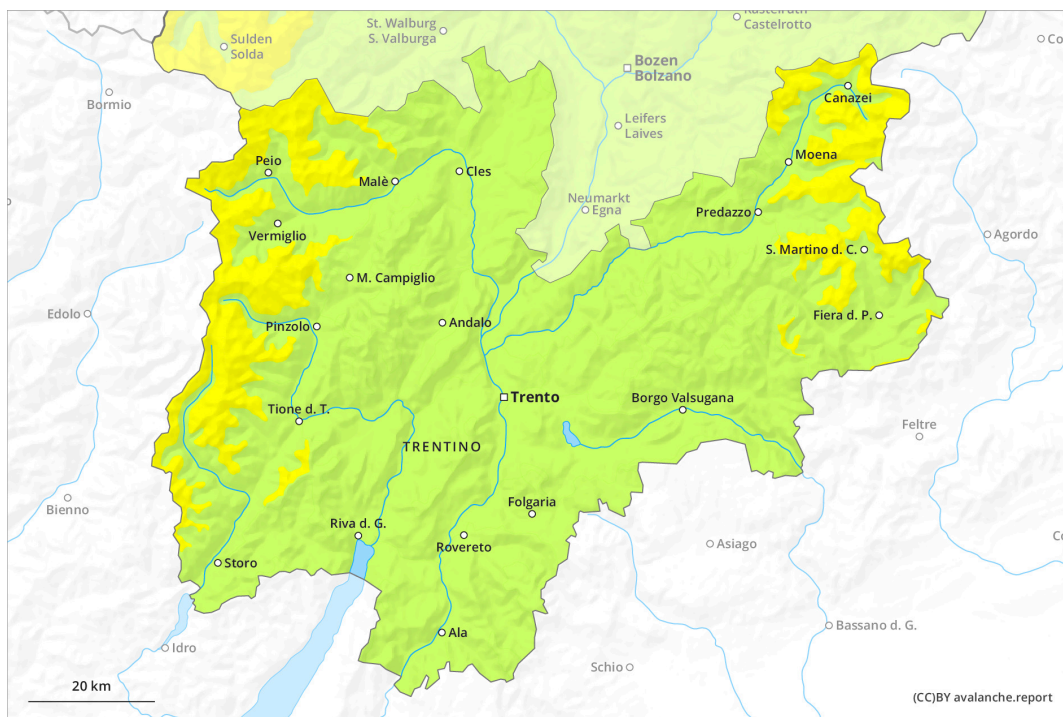 St. Walburg
S. Valburga
Kastelruth
Castelrotto
Sulden
Solda
Co
Bozen
Bolzano
Bormio
Canazei
Leifers
Laives
Moena
Peio
Cles
Malè
Neumarkt
Egna
Predazzo
Vermiglio
Agordo
S. Martino d. C.
M. Campiglio
Edolo
Fiera d. P.
Pinzolo
Andalo
Trento
Borgo Valsugana
Tione d. T.
Feltre
TRENTINO
Bienno
Folgaria
Riva d. G.
Rovereto
Asiago
Storo
Bassano d. G.
Ala
Idro
Schio
20 km
(CC)BY avalanche.report